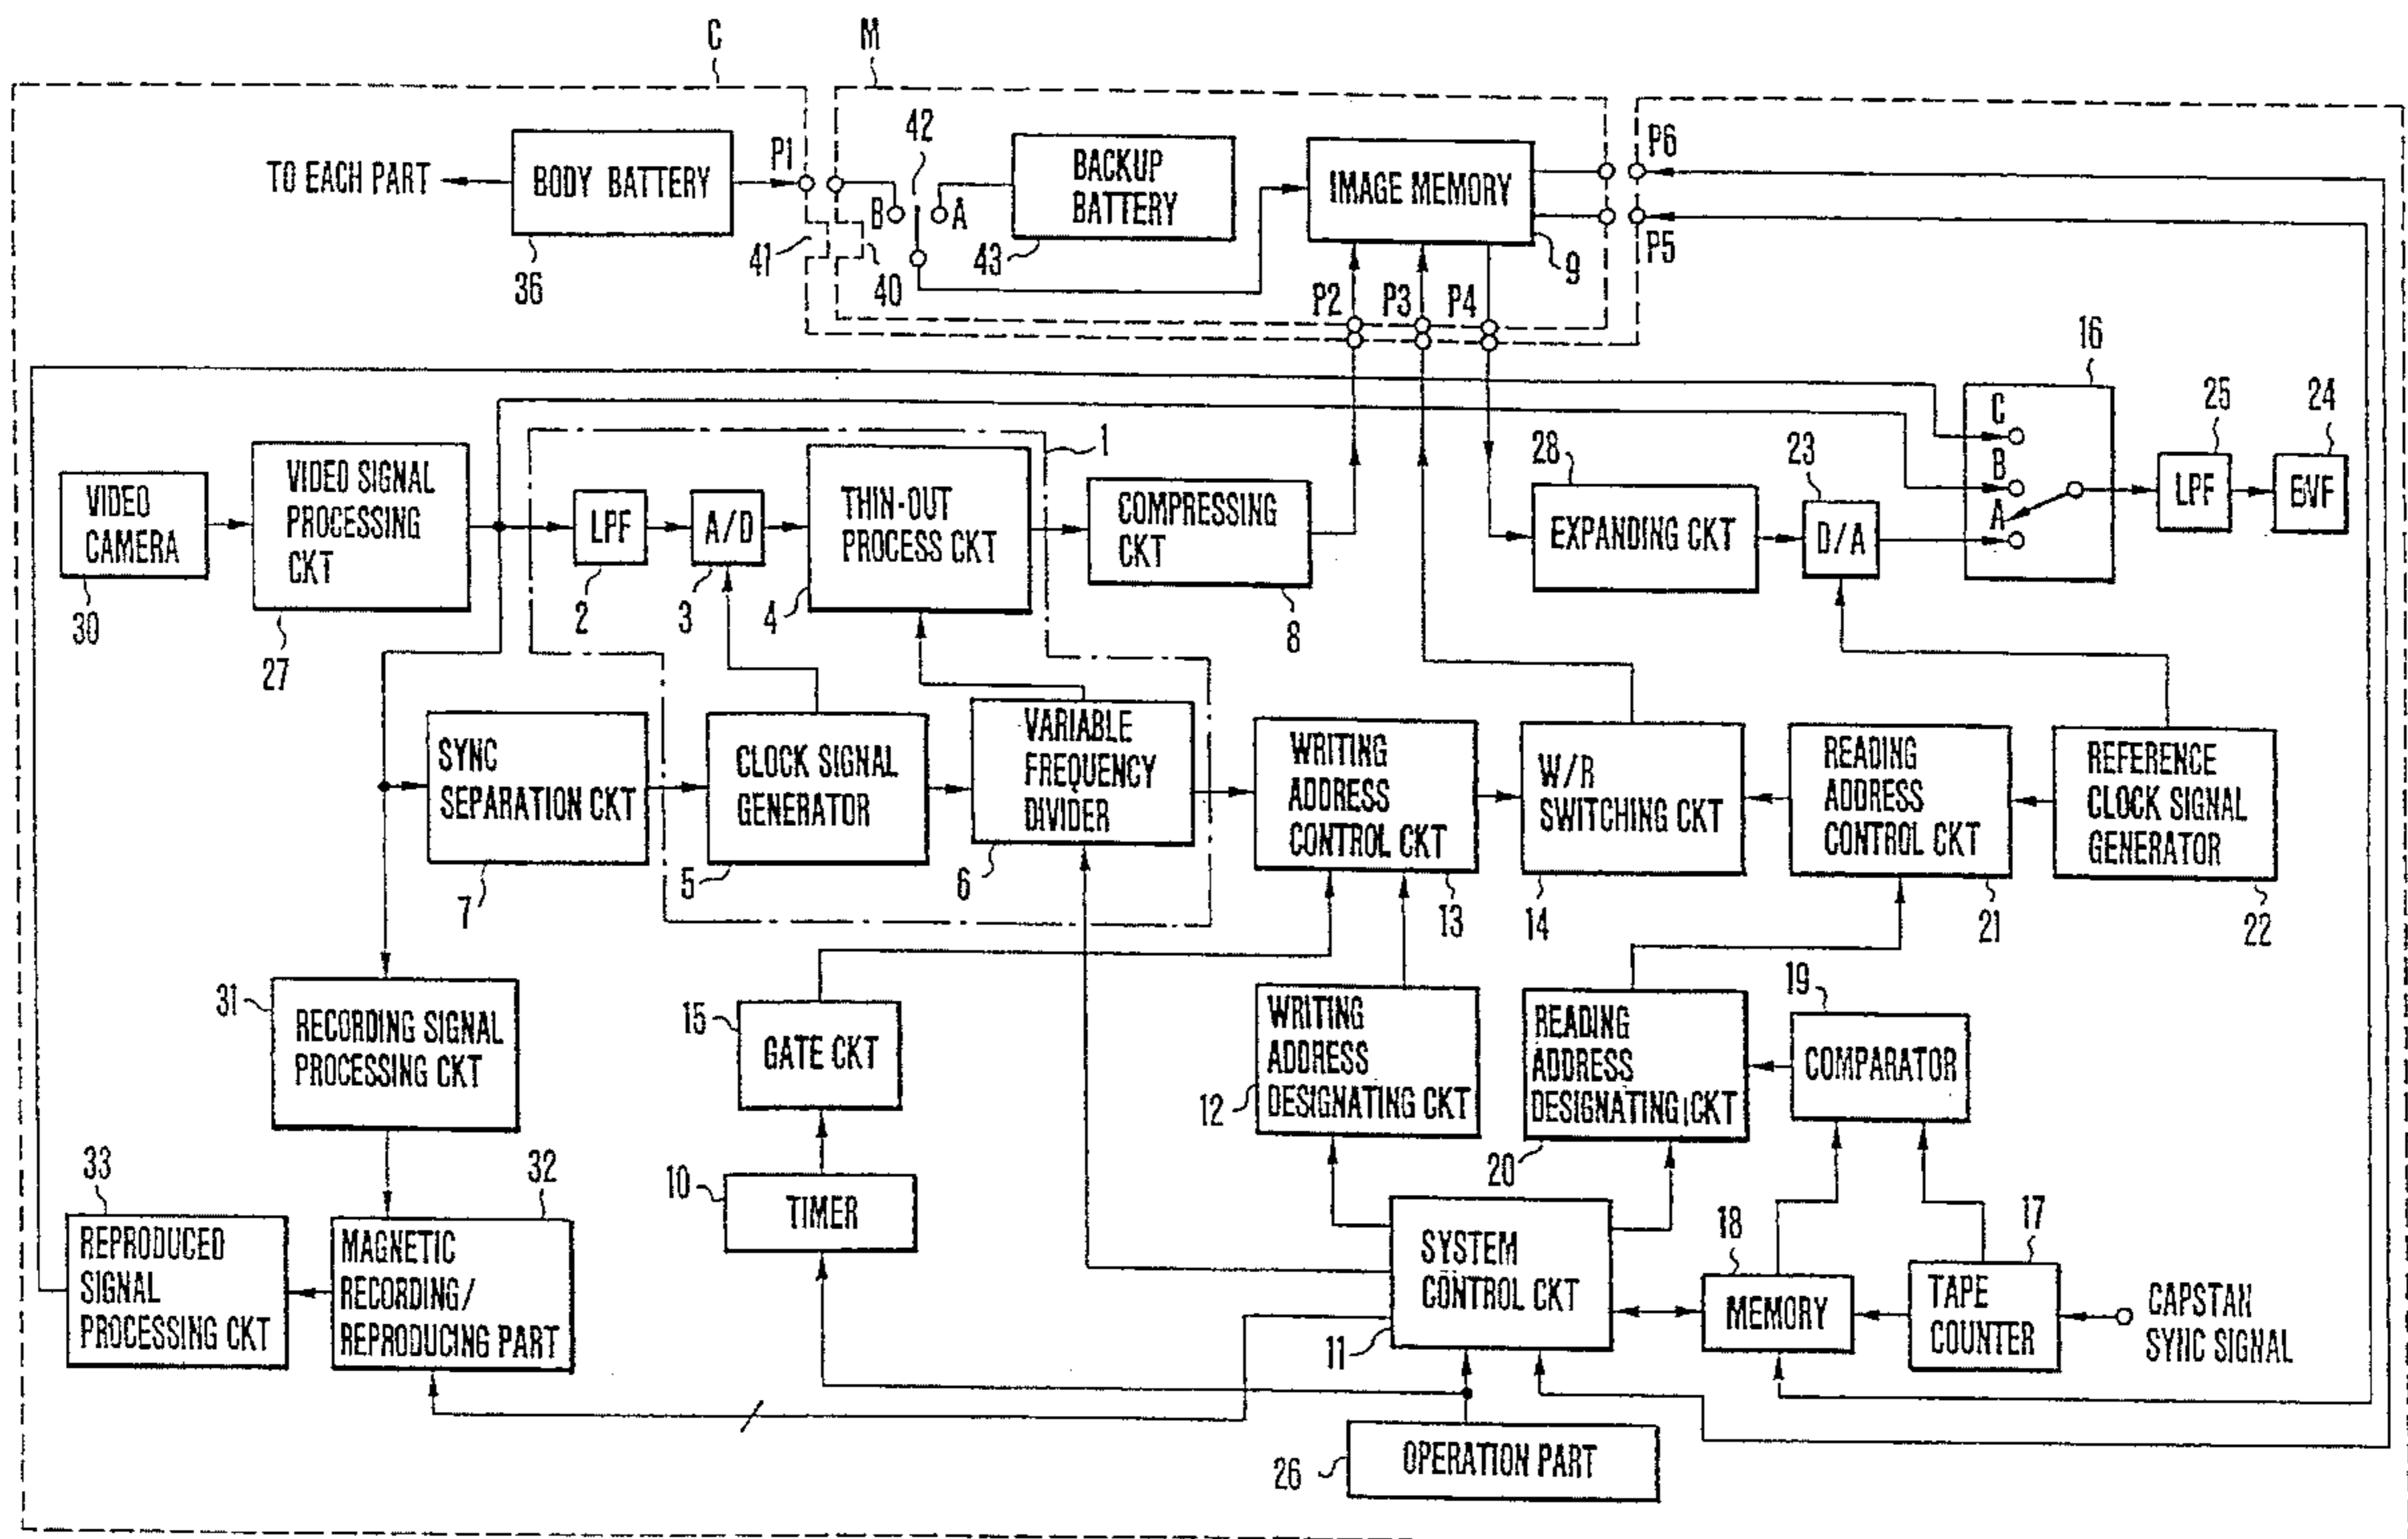 C
M
TO EACH PART
BODY BATTERY
36
P1
41
40
42
B
A
BACKUP
BATTERY
43
IMAGE MEMORY
9
P6
P5
P2
P3
P4
VIDEO
CAMERA
30
VIDEO SIGNAL
PROCESSING
CKT
27
LPF
2
A/D
3
THIN-OUT
PROCESS CKT
4
1
COMPRESSING
CKT
8
28
EXPANDING CKT
23
D/A
16
C
B
A
25
LPF
24
EVF
SYNC
SEPARATION CKT
7
CLOCK SIGNAL
GENERATOR
5
VARIABLE
FREQUENCY
DIVIDER
6
WRITING
ADDRESS
CONTROL CKT
13
W/R
SWITCHING CKT
14
READING
ADDRESS
CONTROL CKT
21
REFERENCE
CLOCK SIGNAL
GENERATOR
22
31
RECORDING SIGNAL
PROCESSING CKT
15
GATE CKT
12
WRITING
ADDRESS
DESIGNATING CKT
READING
ADDRESS
DESIGNATING CKT
20
19
COMPARATOR
33
REPRODUCED
SIGNAL
PROCESSING CKT
32
MAGNETIC
RECORDING/
REPRODUCING PART
10
TIMER
SYSTEM
CONTROL CKT
11
18
MEMORY
17
TAPE
COUNTER
CAPSTAN
SYNC SIGNAL
26
OPERATION PART